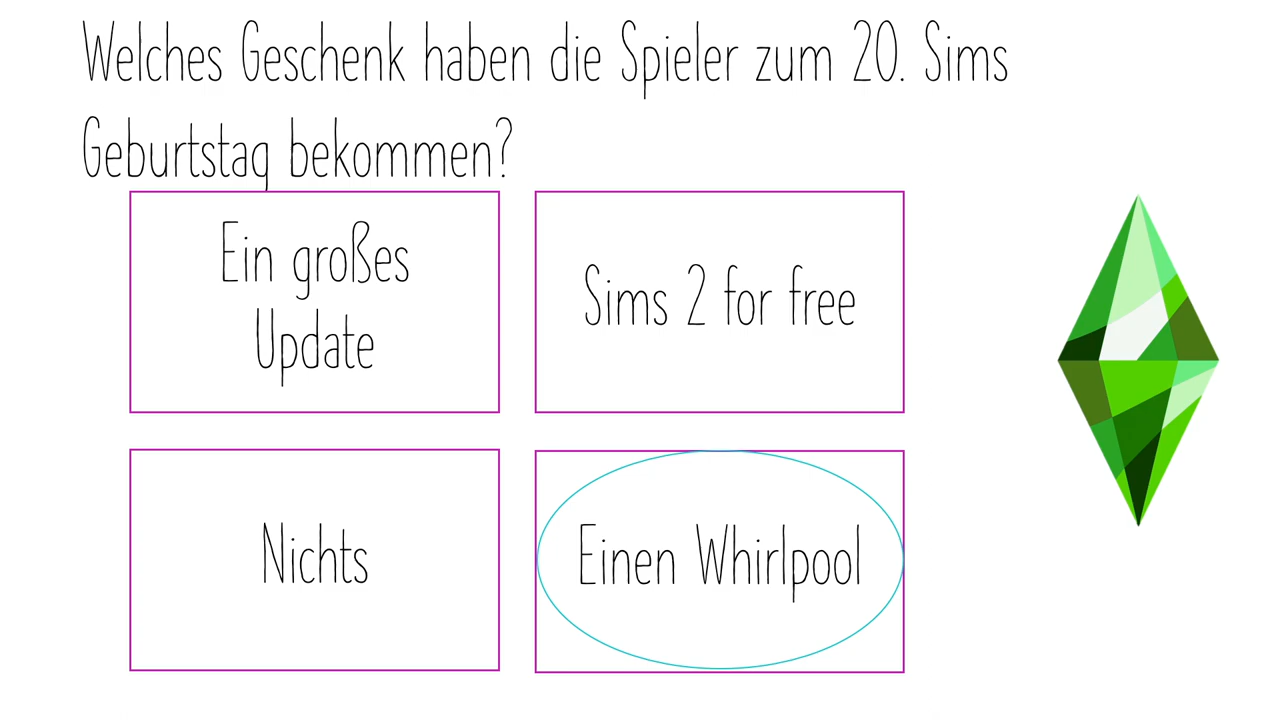 Welches Geschenk haben die Spieler zum 20. Sims
Geburtstag bekommen?
Ein großes
Update
Sims 2 for free
Nichts
Einen Whirlpool